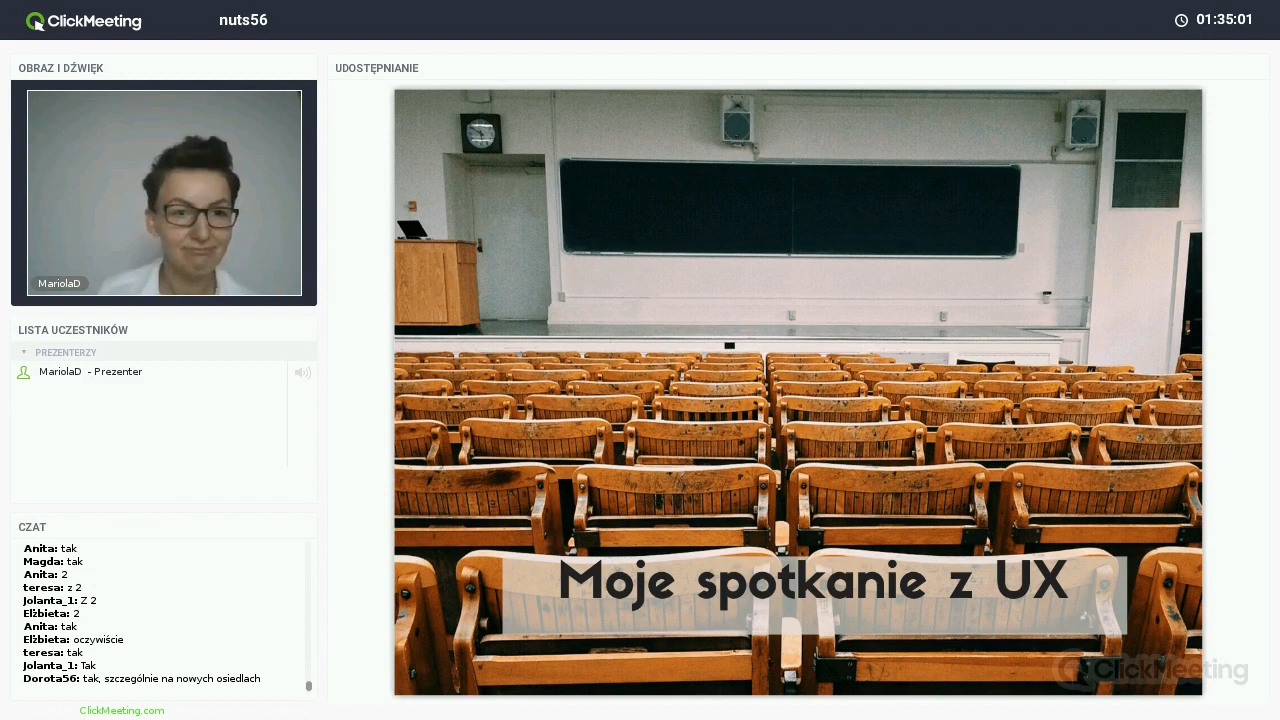 ClickMeeting
nuts56
01:35:01
OBRAZ I DŹWIĘK
MariolaD
LISTA UCZESTNIKÓW
PREZENTERZY
MariolaD - Prezenter
CZAT
Anita: tak
Magda: tak
Anita: 2
teresa: z 2
Jolanta_1: Z 2
Elżbieta: 2
Anita: tak
Elżbieta: oczywiście
teresa: tak
Jolanta_1: Tak
Dorota56: tak, szczególnie na nowych osiedlach
ClickMeeting.com
UDOSTĘPNIANIE
Moje spotkanie z UX
ClickMeeting